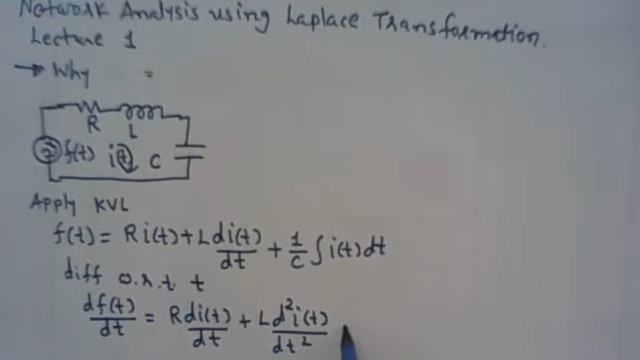 Network Analysis using Laplace Transformation.
Lecture 1
→ Why
R L
f(t) i(t) C
Apply KVL
f(t) = Ri(t) + L di(t)/dt + 1/C ∫i(t)dt
diff w.r.t t
df(t)/dt = R di(t)/dt + L d²i(t)/dt²